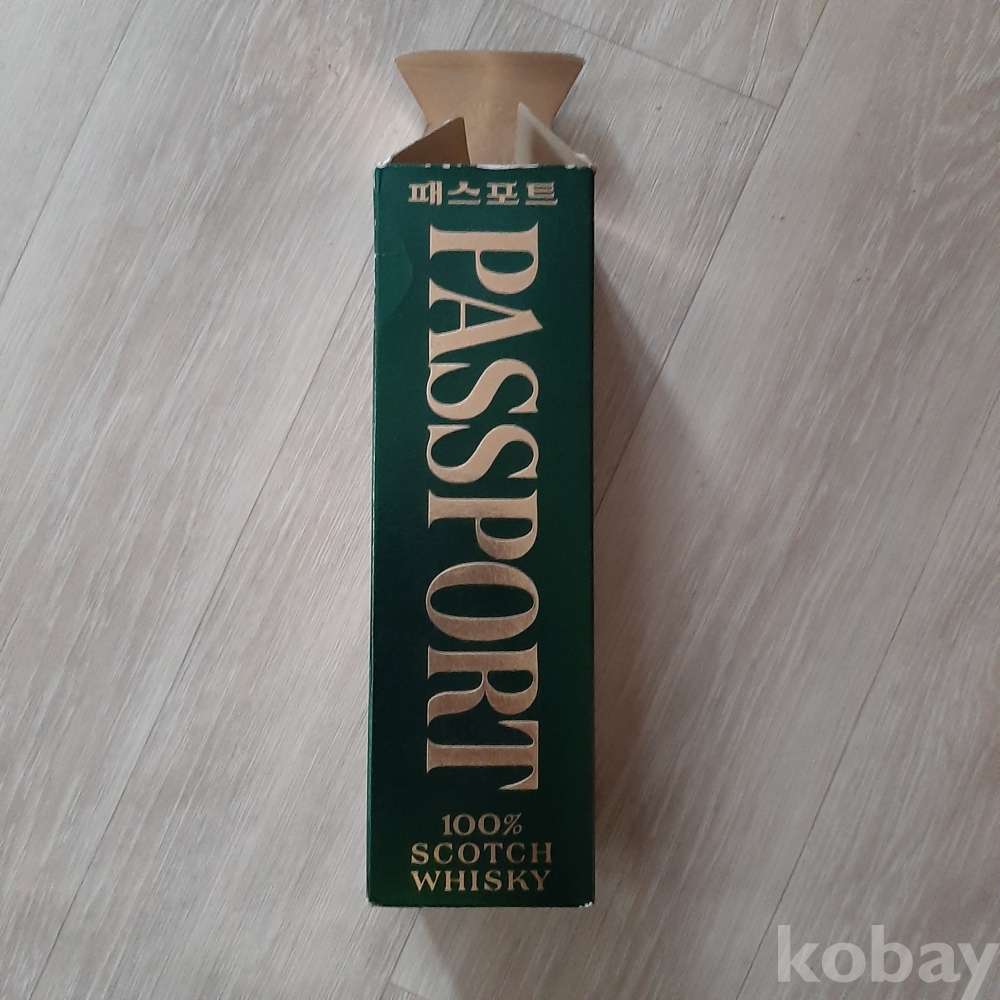 패스포트
PASSPORT
100%
SCOTCH
WHISKY
kobay